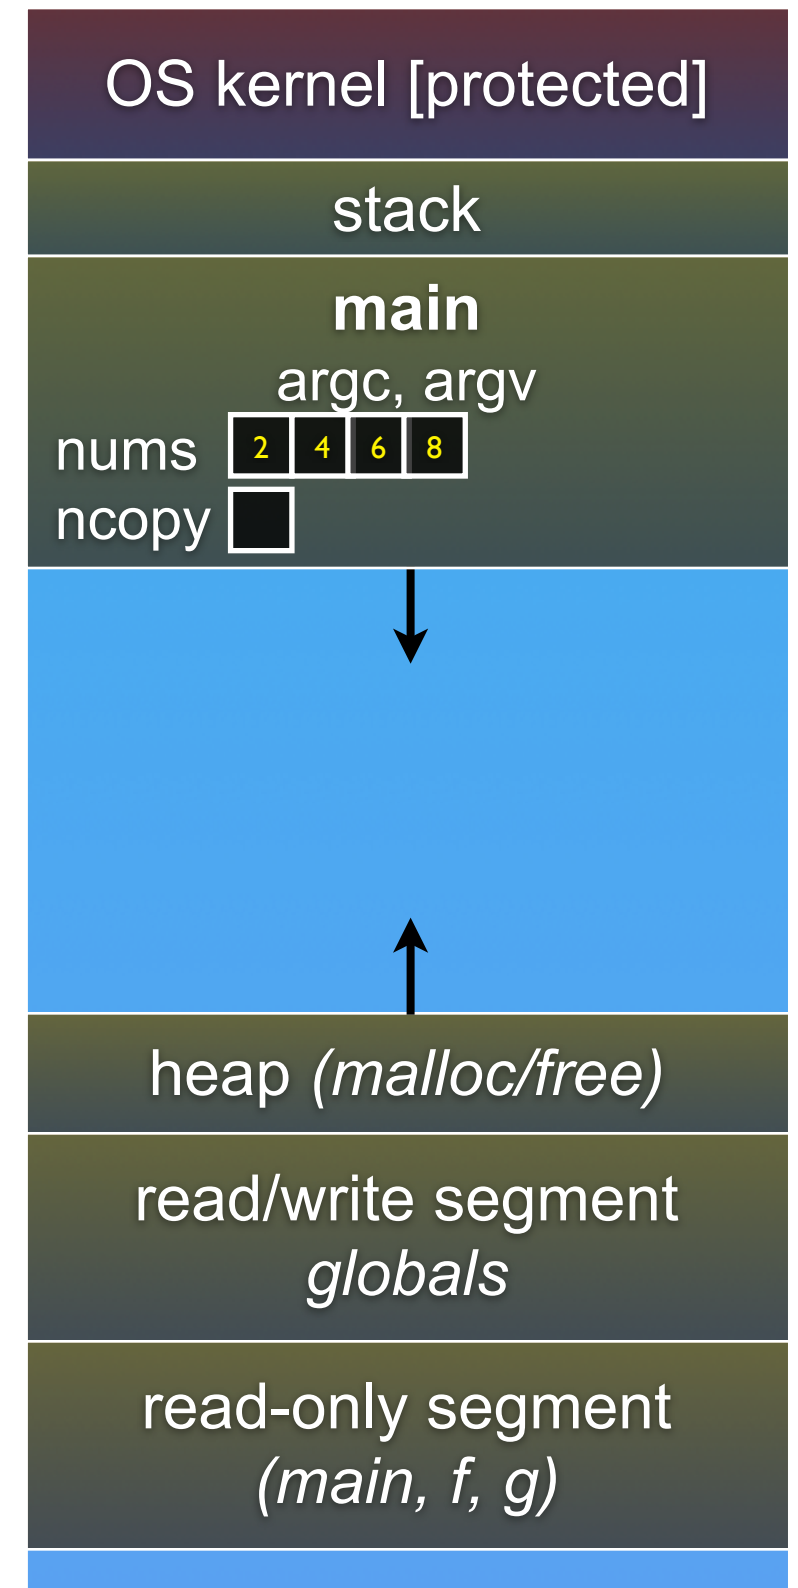 OS kernel [protected]
stack
main
argc, argv
nums 2 4 6 8
ncopy
heap (malloc/free)
read/write segment
globals
read-only segment
(main, f, g)